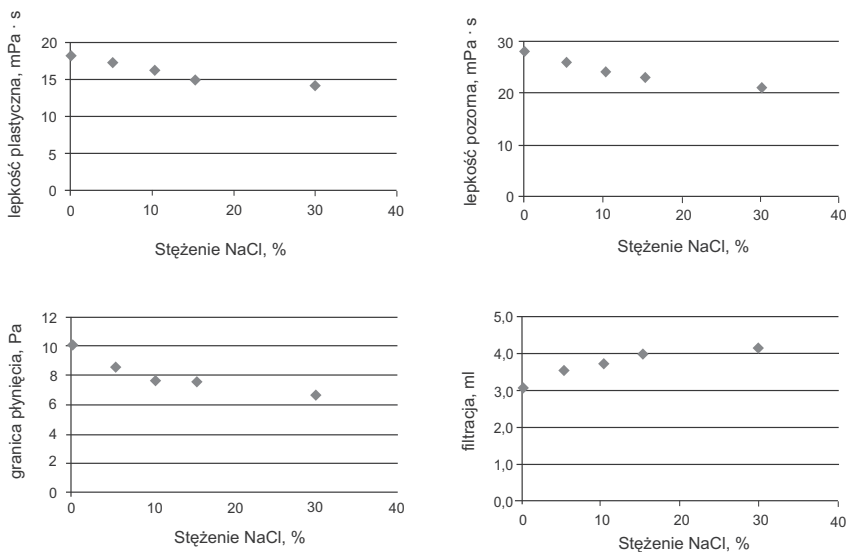 lepkość plastyczna, mPa · s
20
15
10
5
0
0 10 20 30 40
Stężenie NaCl, %
lepkość pozorna, mPa · s
30
20
10
0
0 10 20 30 40
Stężenie NaCl, %
granica płynięcia, Pa
12
10
8
6
4
2
0
0 10 20 30 40
Stężenie NaCl, %
filtracja, ml
5,0
4,0
3,0
2,0
1,0
0,0
0 10 20 30 40
Stężenie NaCl, %